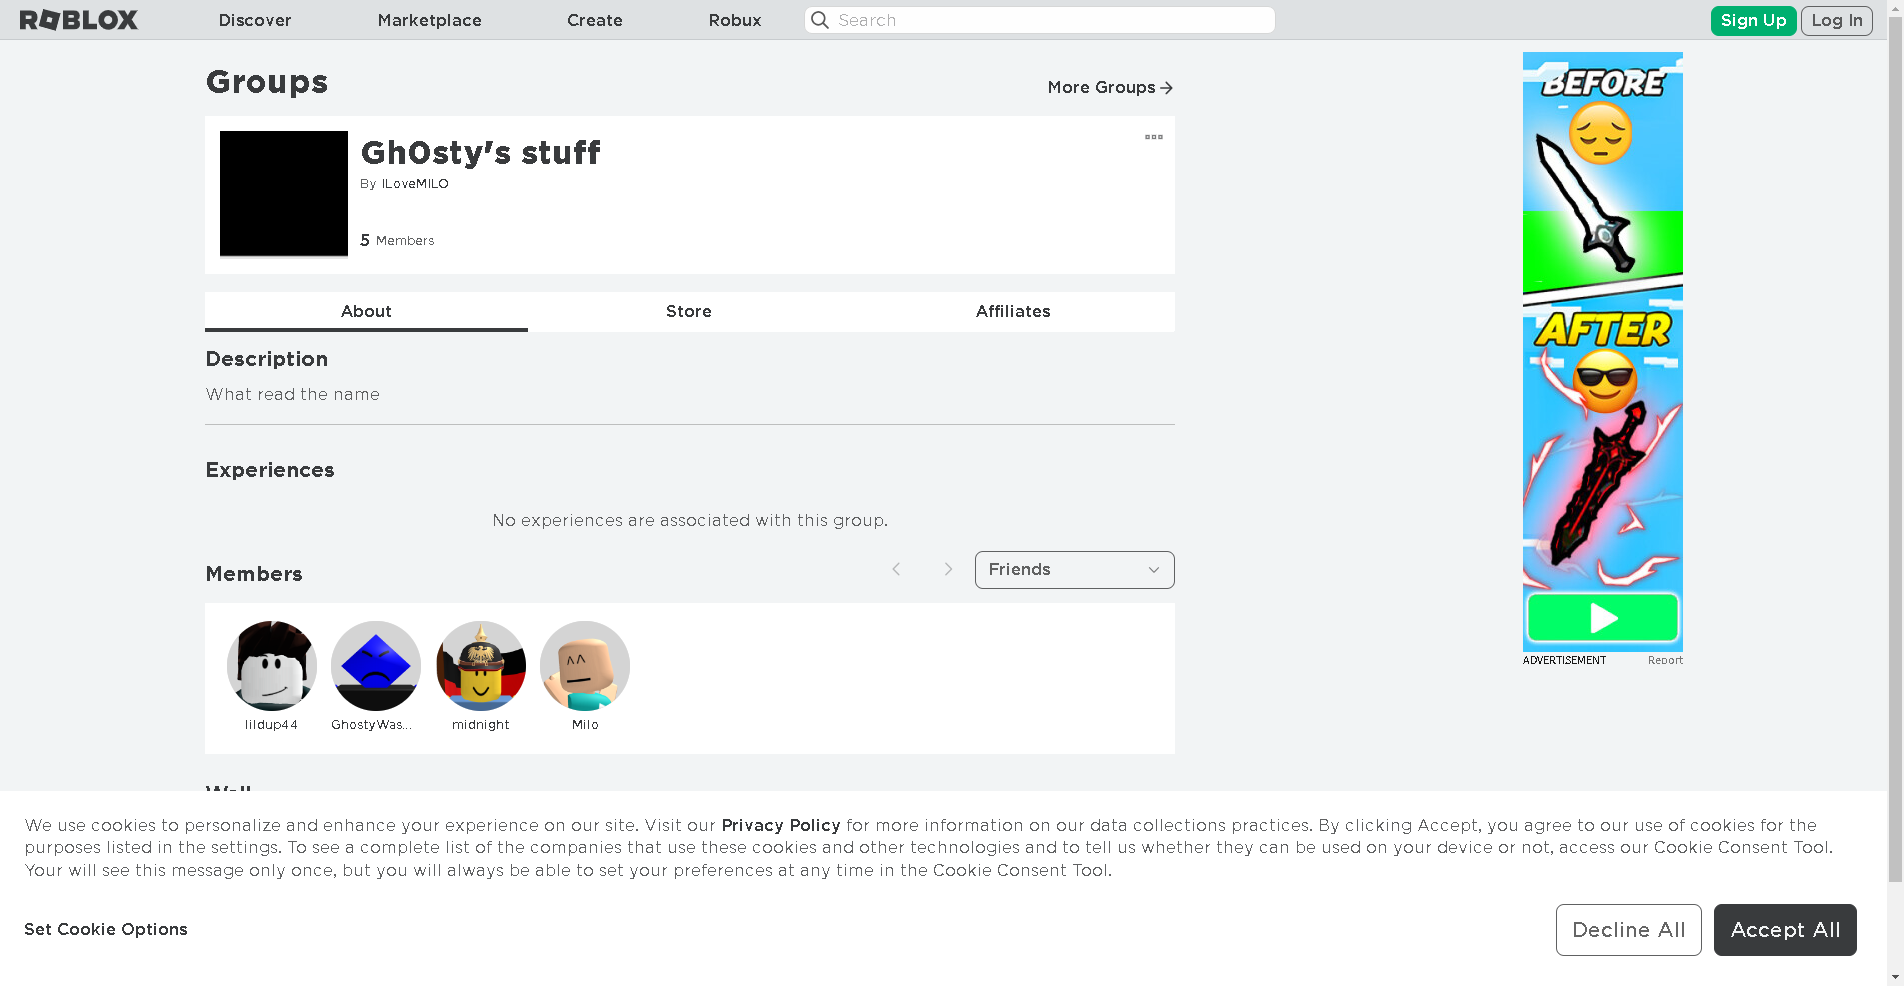 ROBLOX Discover Marketplace Create Robux Search Sign Up Log In
Groups
More Groups
Gh0sty's stuff
By ILoveMILO
5 Members
About Store Affiliates
Description
What read the name
Experiences
No experiences are associated with this group.
Members
Friends
lildup44 GhostyWas... midnight Milo
Wall
BEFORE
AFTER
ADVERTISEMENT Report
We use cookies to personalize and enhance your experience on our site. Visit our Privacy Policy for more information on our data collections practices. By clicking Accept, you agree to our use of cookies for the
purposes listed in the settings. To see a complete list of the companies that use these cookies and other technologies and to tell us whether they can be used on your device or not, access our Cookie Consent Tool.
Your will see this message only once, but you will always be able to set your preferences at any time in the Cookie Consent Tool.
Set Cookie Options
Decline All Accept All